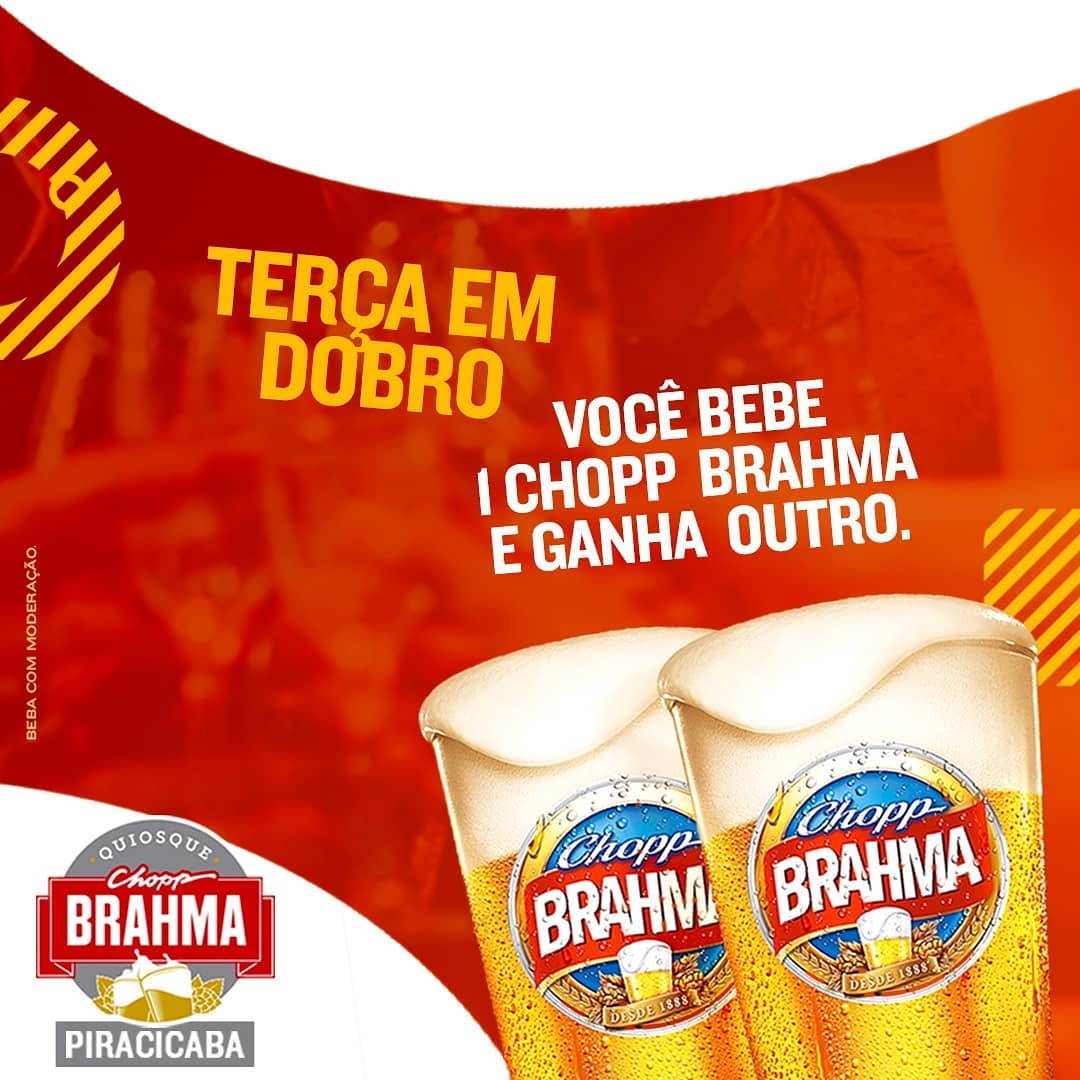 TERÇA EM
DOBRO
VOCÊ BEBE
1 CHOPP BRAHMA
E GANHA OUTRO.
BEBA COM MODERAÇÃO.
Chopp
BRAHMA
DESDE 1888
Chopp
BRAHMA
DESDE 1888
QUIOSQUE
Chopp
BRAHMA
PIRACICABA